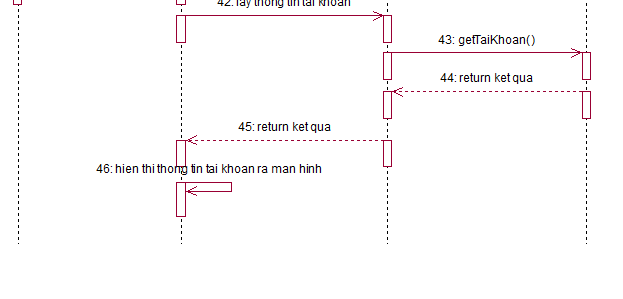 42: lay thong tin tai khoan
43: getTaiKhoan()
44: return ket qua
45: return ket qua
46: hien thi thong tin tai khoan ra man hinh